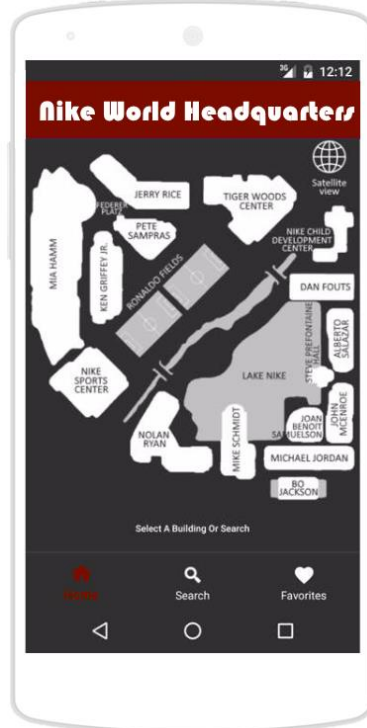 3G 12:12
Nike World Headquarters
Satellite
view
JERRY RICE
TIGER WOODS
CENTER
FEDERER
PLATZ
PETE
SAMPRAS
NIKE CHILD
DEVELOPMENT
CENTER
MIA HAMM
KEN GRIFFEY JR.
RONALDO FIELDS
DAN FOUTS
STEVE PREFONTAINE
HALL
ALBERTO
SALAZAR
NIKE
SPORTS
CENTER
LAKE NIKE
NOLAN
RYAN
MIKE SCHMIDT
JOAN
BENOIT
SAMUELSON
JOHN
MCENROE
MICHAEL JORDAN
BO
JACKSON
Select A Building Or Search
Home
Search
Favorites